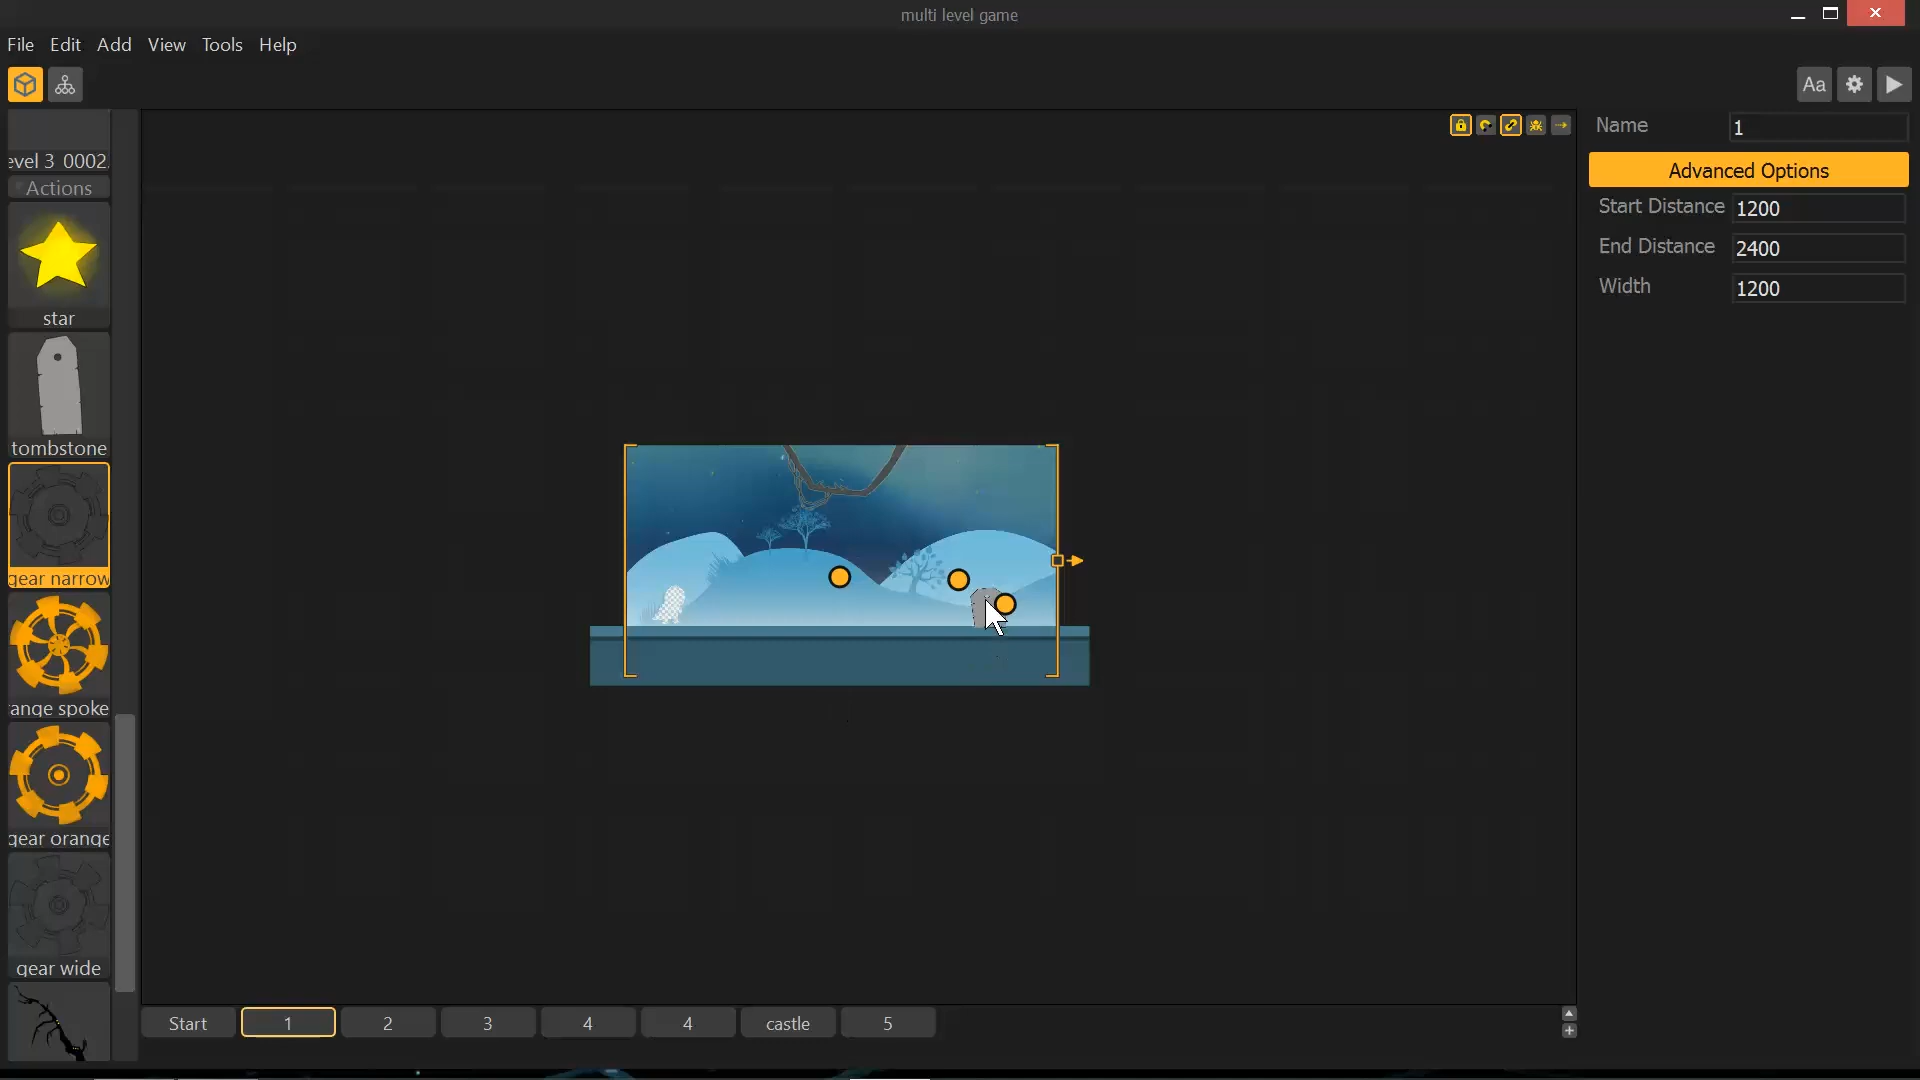 multi level game
File Edit Add View Tools Help
Aa
evel 3 0002.
Actions
star
tombstone
gear narrow
ange spoke
gear orange
gear wide
Name 1
Advanced Options
Start Distance 1200
End Distance 2400
Width 1200
Start 1 2 3 4 4 castle 5